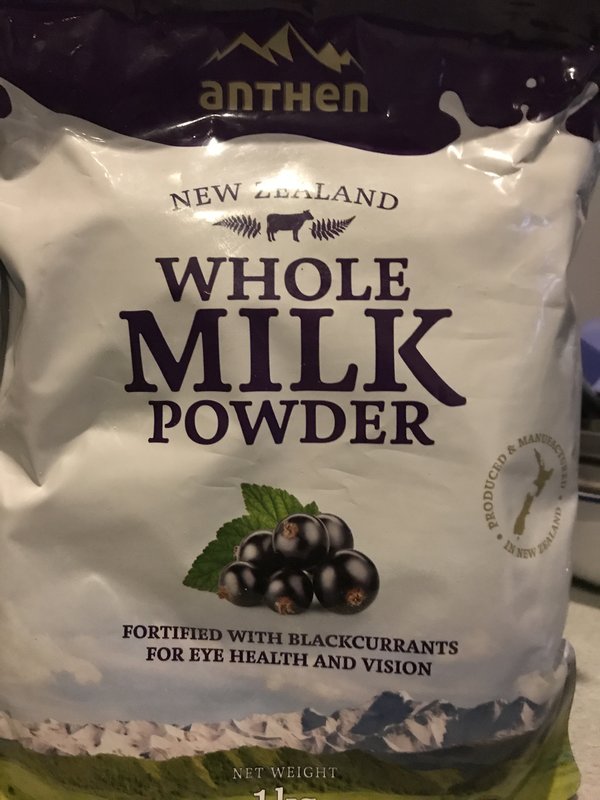 anTHen
NEW ZEALAND
WHOLE
MILK
POWDER
PRODUCED & MANUFACTURED
• IN NEW ZEALAND •
FORTIFIED WITH BLACKCURRANTS
FOR EYE HEALTH AND VISION
NET WEIGHT
1kg